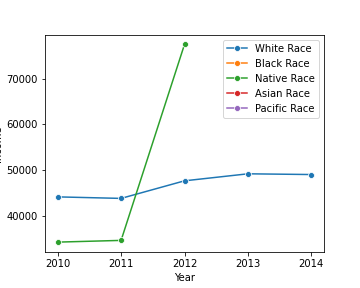 White Race
Black Race
Native Race
Asian Race
Pacific Race
70000
60000
50000
40000
2010
2011
2012
2013
2014
Year